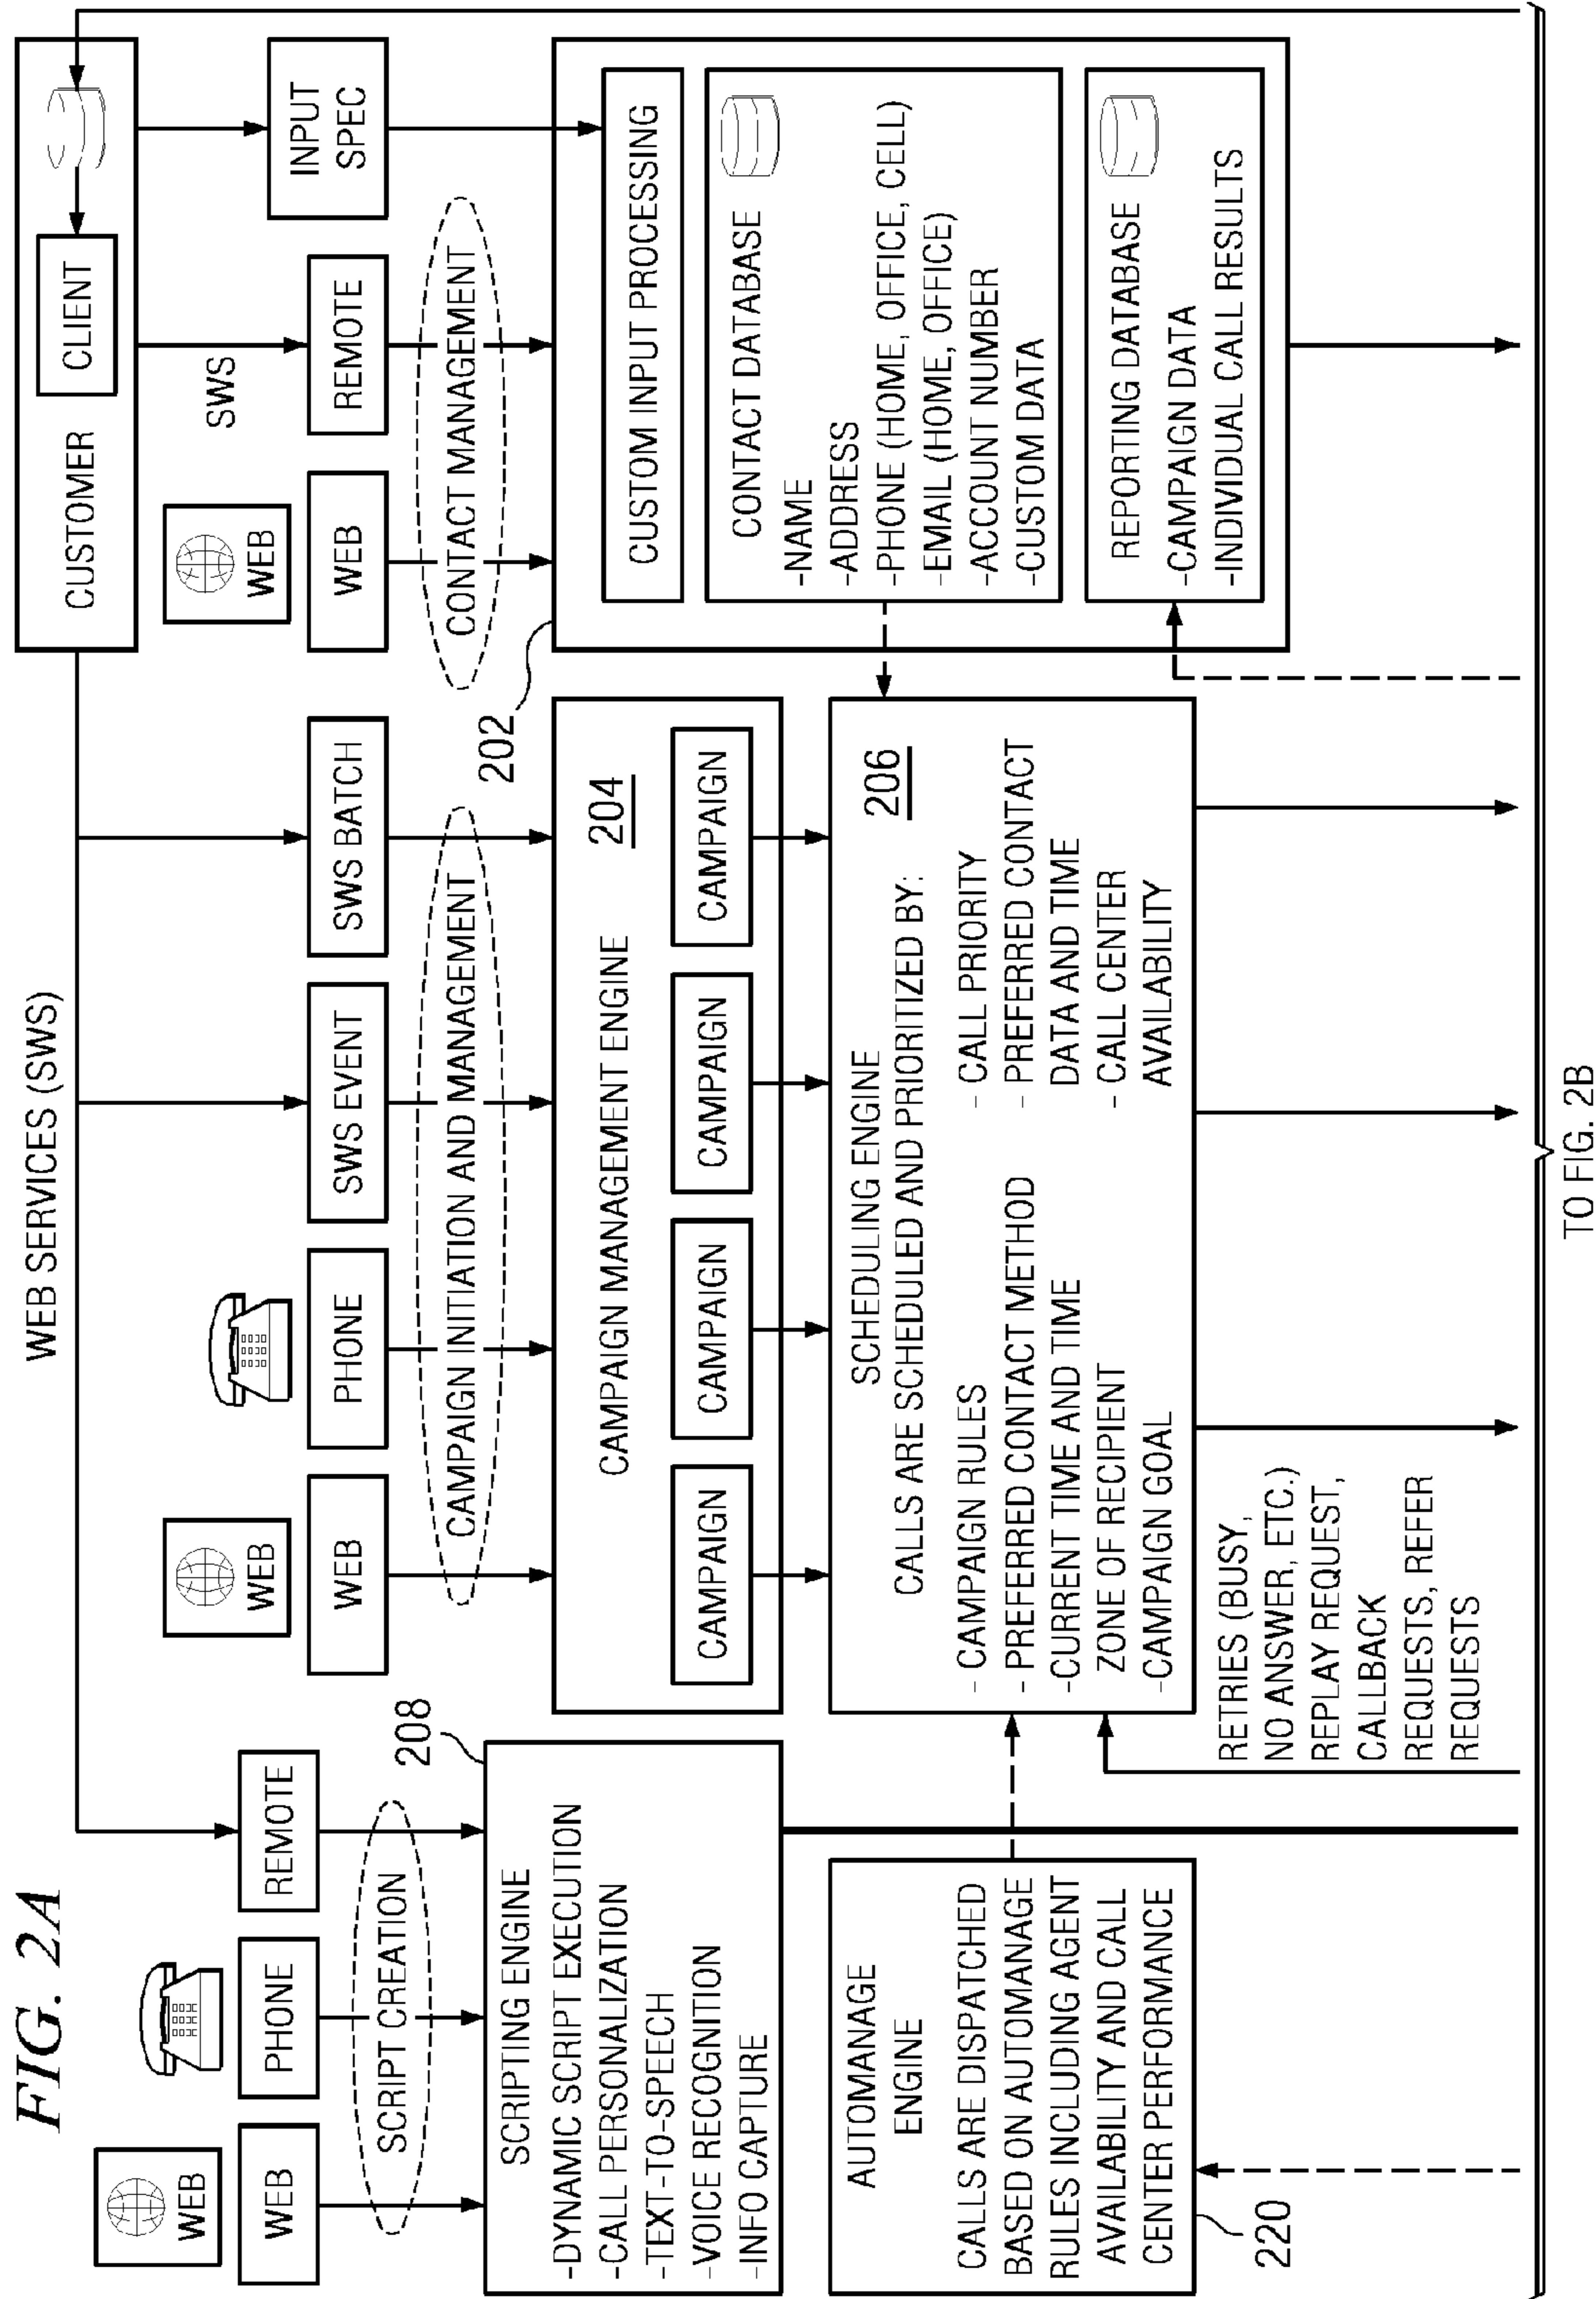 FIG. 2A
WEB SERVICES (SWS)
CUSTOMER
CLIENT
WEB
WEB
PHONE
REMOTE
SCRIPT CREATION
208
SCRIPTING ENGINE
-DYNAMIC SCRIPT EXECUTION
-CALL PERSONALIZATION
-TEXT-TO-SPEECH
-VOICE RECOGNITION
-INFO CAPTURE
WEB
WEB
PHONE
SWS EVENT
SWS BATCH
CAMPAIGN INITIATION AND MANAGEMENT
CAMPAIGN MANAGEMENT ENGINE
204
CAMPAIGN
CAMPAIGN
CAMPAIGN
CAMPAIGN
WEB
WEB
SWS
REMOTE
INPUT
SPEC
CONTACT MANAGEMENT
202
CUSTOM INPUT PROCESSING
CONTACT DATABASE
-NAME
-ADDRESS
-PHONE (HOME, OFFICE, CELL)
-EMAIL (HOME, OFFICE)
-ACCOUNT NUMBER
-CUSTOM DATA
REPORTING DATABASE
-CAMPAIGN DATA
-INDIVIDUAL CALL RESULTS
AUTOMANAGE
ENGINE
CALLS ARE DISPATCHED
BASED ON AUTOMANAGE
RULES INCLUDING AGENT
AVAILABILITY AND CALL
CENTER PERFORMANCE
220
SCHEDULING ENGINE
206
CALLS ARE SCHEDULED AND PRIORITIZED BY:
- CAMPAIGN RULES
- PREFERRED CONTACT METHOD
-CURRENT TIME AND TIME
ZONE OF RECIPIENT
-CAMPAIGN GOAL
- CALL PRIORITY
- PREFERRED CONTACT
DATA AND TIME
- CALL CENTER
AVAILABILITY
RETRIES (BUSY,
NO ANSWER, ETC.)
REPLAY REQUEST,
CALLBACK
REQUESTS, REFER
REQUESTS
TO FIG. 2B